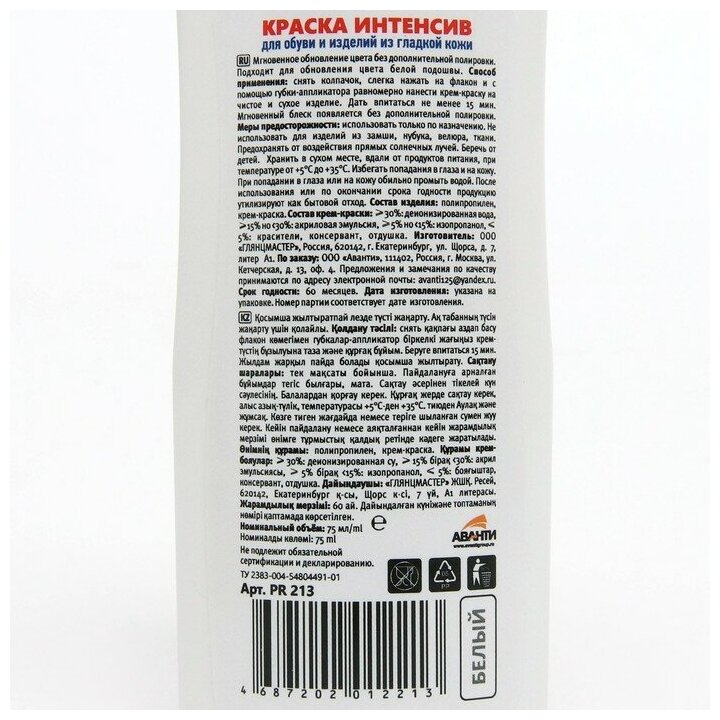 КРАСКА ИНТЕНСИВ
для обуви и изделий из гладкой кожи
RU Мгновенное обновление цвета без дополнительной полировки.
Подходит для обновления цвета белой подошвы. Способ
применения: снять колпачок, слегка нажать на флакон и с
помощью губки-аппликатора равномерно нанести крем-краску на
чистое и сухое изделие. Дать впитаться не менее 15 мин.
Мгновенный блеск появляется без дополнительной полировки.
Меры предосторожности: использовать только по назначению. Не
использовать для изделий из замши, нубука, велюра, ткани.
Предохранять от воздействия прямых солнечных лучей. Беречь от
детей. Хранить в сухом месте, вдали от продуктов питания, при
температуре от +5°С до +35°С. Избегать попадания в глаза и на кожу.
При попадании в глаза или на кожу обильно промыть водой. После
использования или по окончании срока годности продукцию
утилизируют как бытовой отход. Состав изделия: полипропилен,
крем-краска. Состав крем-краски: ⩾30%: деионизированная вода,
⩾15% но <30%: акриловая эмульсия, ⩾5% но <15%: изопропанол, ⩽
5%: красители, консервант, отдушка. Изготовитель: ООО
«ГЛЯНЦМАСТЕР», Россия, 620142, г. Екатеринбург, ул. Щорса, д. 7,
литер А1. По заказу: ООО «Аванти», 111402, Россия, г. Москва, ул.
Кетчерская, д. 13, оф. 4. Предложения и замечания по качеству
принимаются по адресу электронной почты: avanti125@yandex.ru.
Срок годности: 60 месяцев. Дата изготовления: указана на
упаковке. Номер партии соответствует дате изготовления.
KZ Қосымша жылтыратпай лезде түсті жаңарту. Ақ табанның түсін
жаңарту үшін қолайлы. Қолдану тәсілі: снять қақпағы аздап басу
флакон көмегімен губкалар-аппликатор біркелкі жағыңыз крем-
түстің бұзылуына таза және құрғақ бұйым. Беруге впитаться 15 мин.
Жылдам жарқыл пайда болады қосымша жылтырату. Сақтану
шаралары: тек мақсаты бойынша. Пайдалануға арналған
бұйымдар тегіс былғары, мата. Сақтау әсерінен тікелей күн
сәулесінің. Балалардан қорғау керек. Құрғақ жерде сақтау керек,
алыс азық-түлік, температурасы +5°С-ден +35°С. тиюден Аулақ және
жұмсақ. Көзге тиген жағдайда немесе теріге шыланған сумен жуу
керек. Кейін пайдалану немесе аяқталғаннан кейін жарамдылық
мерзімі өнімге тұрмыстық қалдық ретінде кәдеге жаратылады.
Өнімнің құрамы: полипропилен, крем-краска. Құрамы крем-
бояулар: ⩾ 30%: деионизированная су, ⩾ 15% бірақ <30%: акрил
эмульсиясы, ⩾ 5% бірақ <15%: изопропанол, ⩽ 5%: бояғыштар,
консервант, отдушка. Дайындаушы: «ГЛЯНЦМАСТЕР» ЖШҚ. Ресей,
620142, Екатеринбург қ-сы, Щорс к-сі, 7 үй, А1 литерасы.
Жарамдылық мерзімі: 60 ай. Дайындалған күніжәне топтаманың
нөмірі қаптамада көрсетілген.
Номинальный объём: 75 мл/ml ℮
Номиналды көлемі: 75 ml
АВАНТИ
www.avantigroup.ru
Не подлежит обязательной
сертификации и декларированию.
ТУ 2383-004-54804491-01
05
PP
Арт. PR 213
БЕЛЫЙ
4 687202 012213